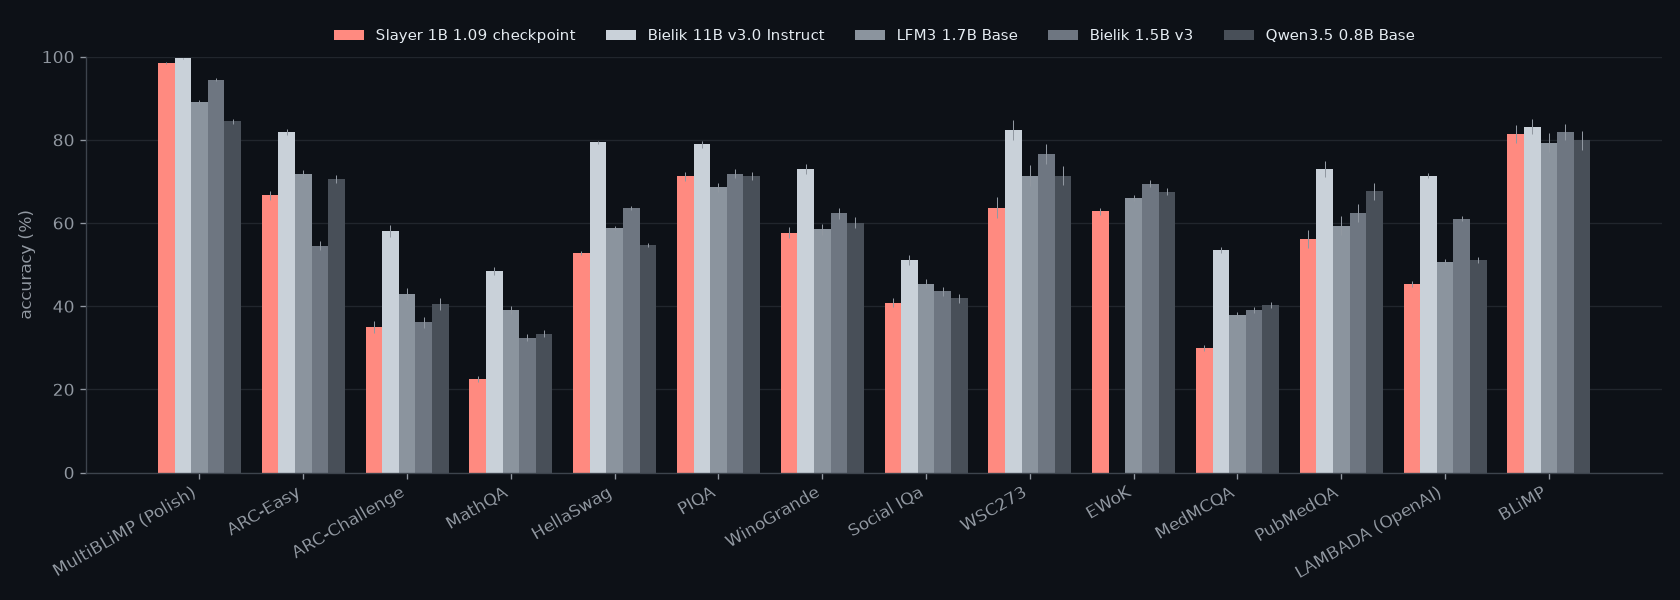 Slayer 1B 1.09 checkpoint
Bielik 11B v3.0 Instruct
LFM3 1.7B Base
Bielik 1.5B v3
Qwen3.5 0.8B Base
accuracy (%)
100
80
60
40
20
0
MultiBLiMP (Polish)
ARC-Easy
ARC-Challenge
MathQA
HellaSwag
PIQA
WinoGrande
Social IQa
WSC273
EWoK
MedMCQA
PubMedQA
LAMBADA (OpenAI)
BLiMP